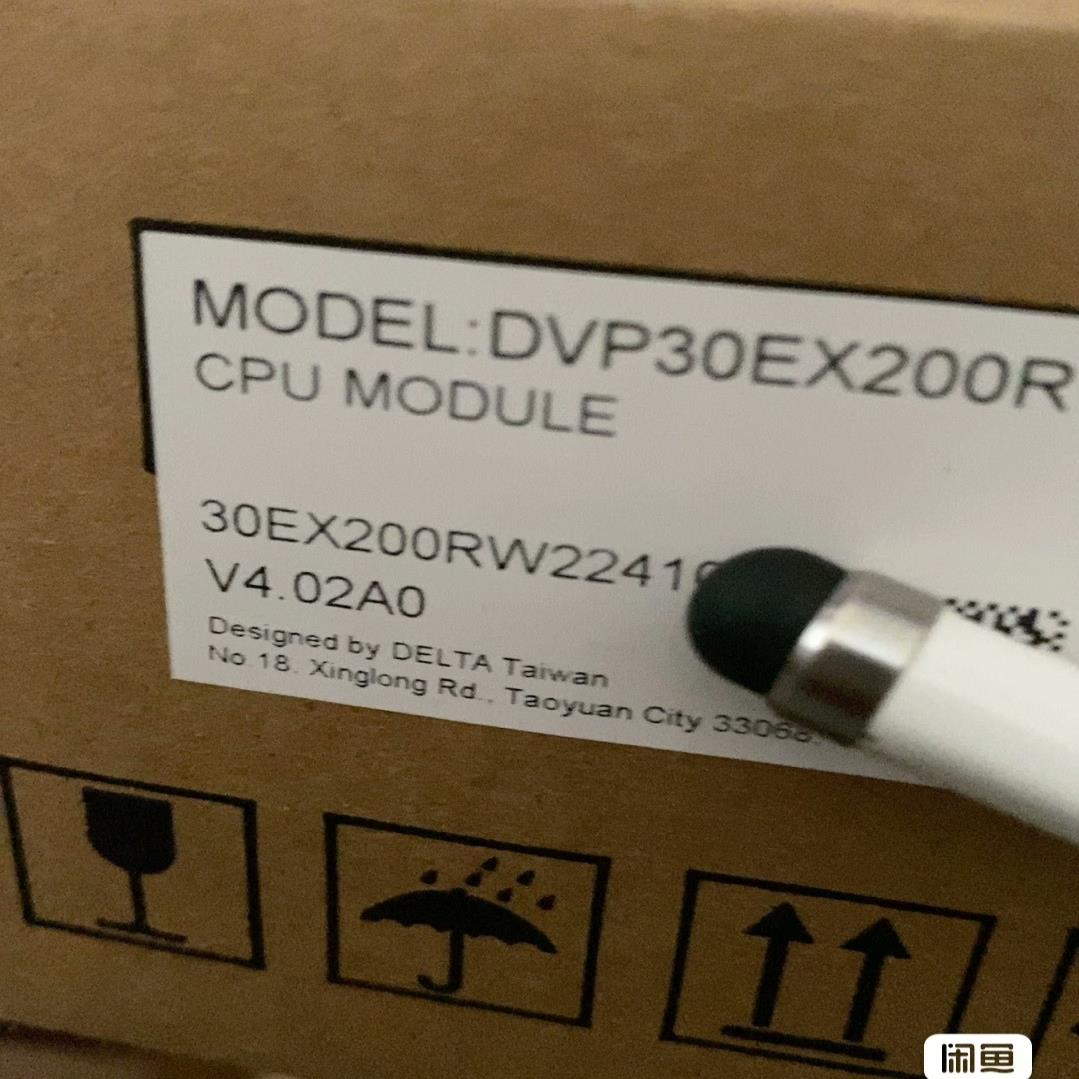 MODEL:DVP30EX200R
CPU MODULE
30EX200RW2241
V4.02A0
Designed by DELTA Taiwan
No 18. Xinglong Rd., Taoyuan City 33068.
闲鱼